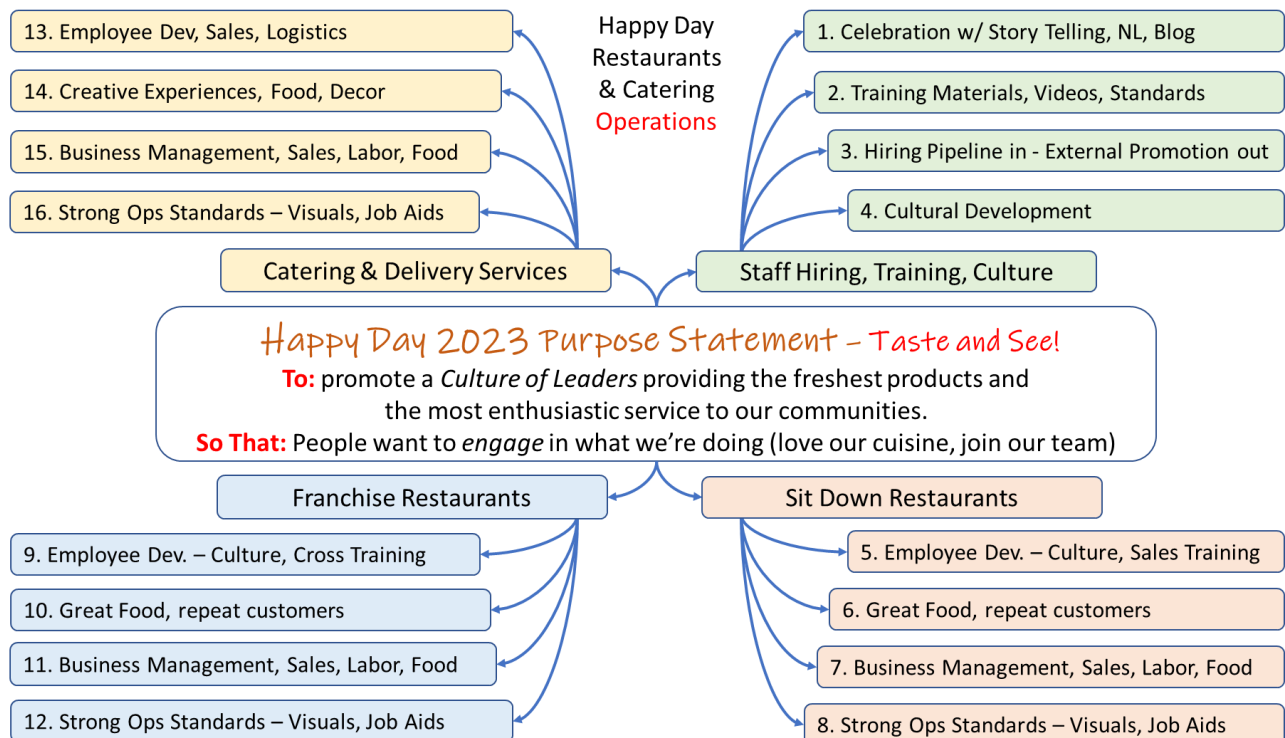 Happy Day
Restaurants
& Catering
Operations
13. Employee Dev, Sales, Logistics
14. Creative Experiences, Food, Decor
15. Business Management, Sales, Labor, Food
16. Strong Ops Standards – Visuals, Job Aids
Catering & Delivery Services
1. Celebration w/ Story Telling, NL, Blog
2. Training Materials, Videos, Standards
3. Hiring Pipeline in - External Promotion out
4. Cultural Development
Staff Hiring, Training, Culture
Happy Day 2023 Purpose Statement – Taste and See!
To: promote a Culture of Leaders providing the freshest products and
the most enthusiastic service to our communities.
So That: People want to engage in what we're doing (love our cuisine, join our team)
Franchise Restaurants
9. Employee Dev. – Culture, Cross Training
10. Great Food, repeat customers
11. Business Management, Sales, Labor, Food
12. Strong Ops Standards – Visuals, Job Aids
Sit Down Restaurants
5. Employee Dev. – Culture, Sales Training
6. Great Food, repeat customers
7. Business Management, Sales, Labor, Food
8. Strong Ops Standards – Visuals, Job Aids